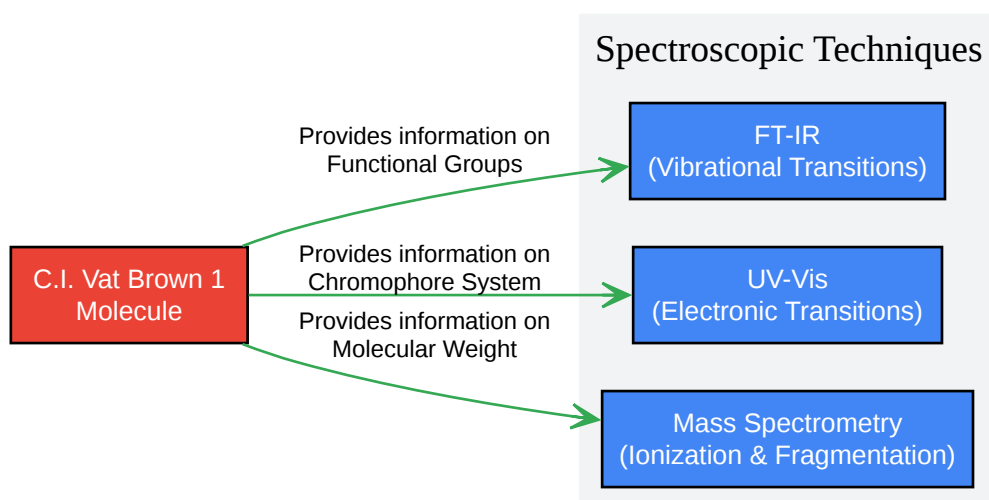 Spectroscopic Techniques
Provides information on
Functional Groups
FT-IR
(Vibrational Transitions)
C.I. Vat Brown 1
Molecule
Provides information on
Chromophore System
UV-Vis
(Electronic Transitions)
Provides information on
Molecular Weight
Mass Spectrometry
(Ionization & Fragmentation)